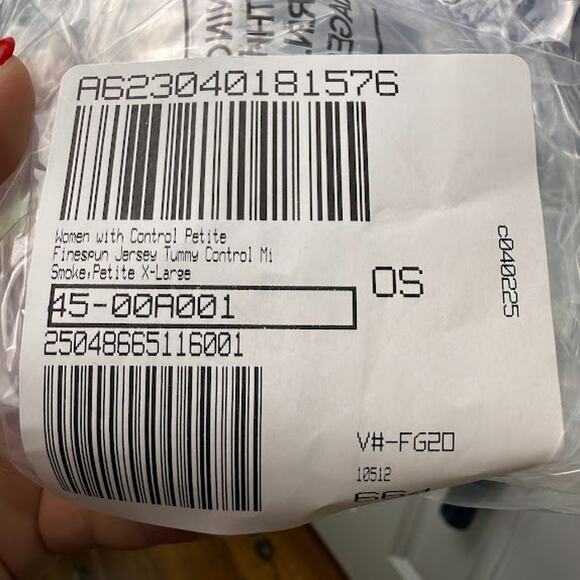 A623040181576
Women with Control Petite
Finespun Jersey Tummy Control Mi
Smoke,Petite X-Large
OS
45-00A001
25048665116001
c040225
V#-FG20
10512